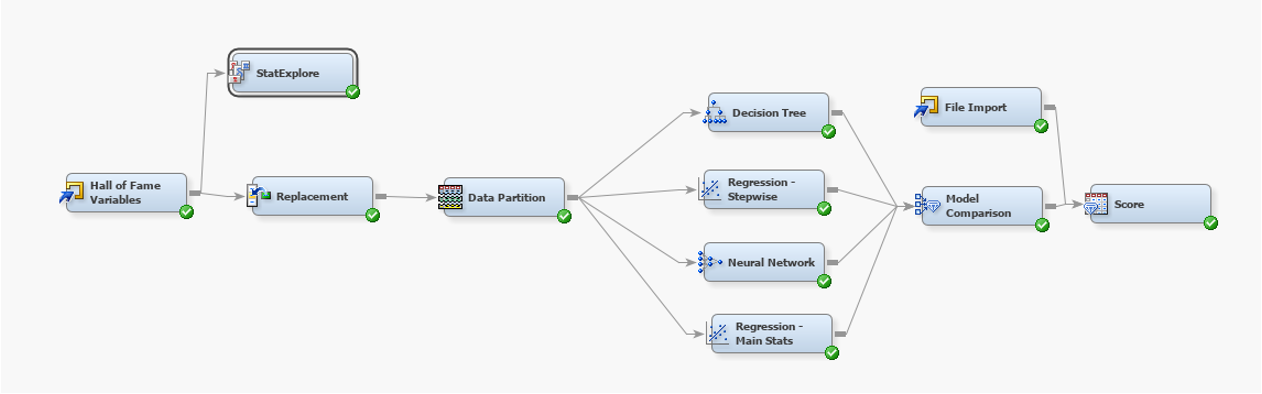 StatExplore
Hall of Fame
Variables
Replacement
Data Partition
Decision Tree
Regression -
Stepwise
Neural Network
Regression -
Main Stats
File Import
Model
Comparison
Score